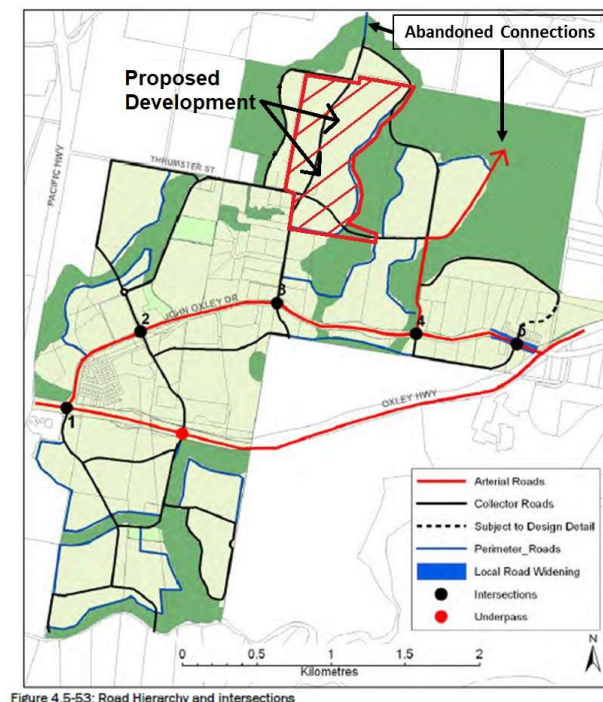 Abandoned Connections
Proposed
Development
PACIFIC HWY
THRUMSTER ST
JOHN OXLEY DR
OXLEY HWY
1
2
3
4
5
Arterial Roads
Collector Roads
Subject to Design Detail
Perimeter_Roads
Local Road Widening
Intersections
Underpass
N
0 0.5 1 1.5 2
Kilometres
Figure 4.5-53: Road Hierarchy and intersections